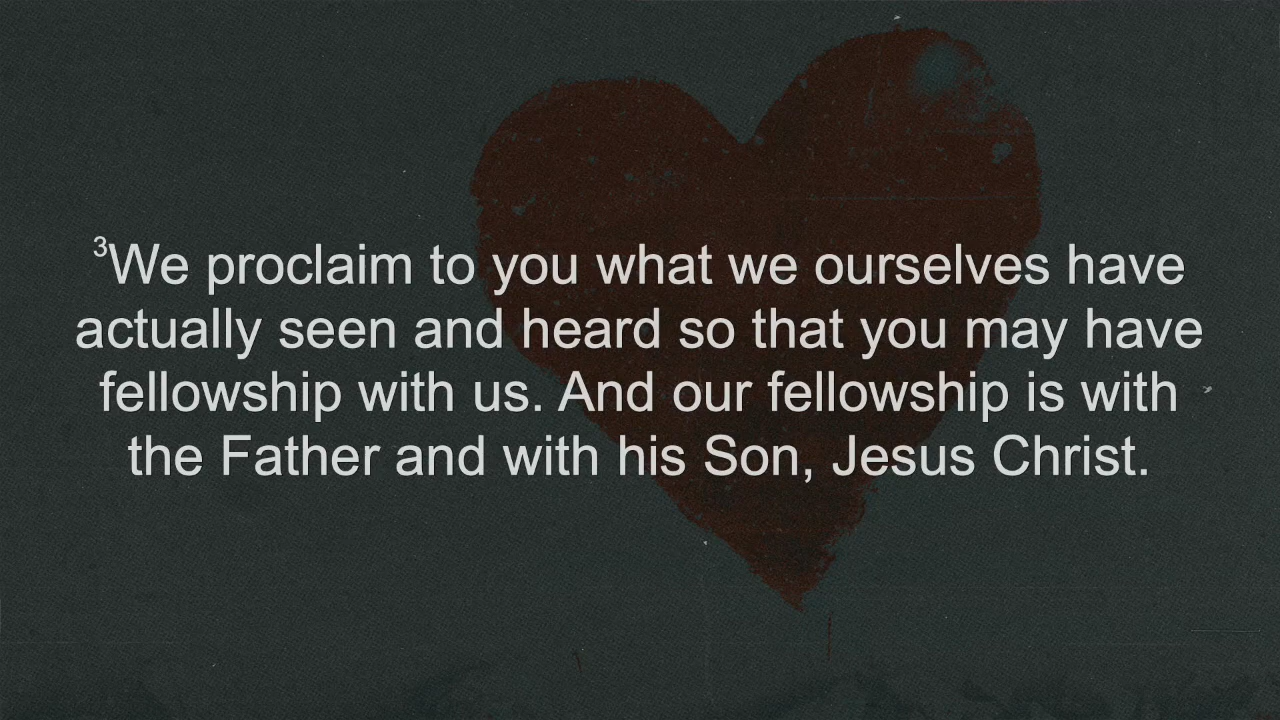 ³We proclaim to you what we ourselves have
actually seen and heard so that you may have
fellowship with us. And our fellowship is with
the Father and with his Son, Jesus Christ.